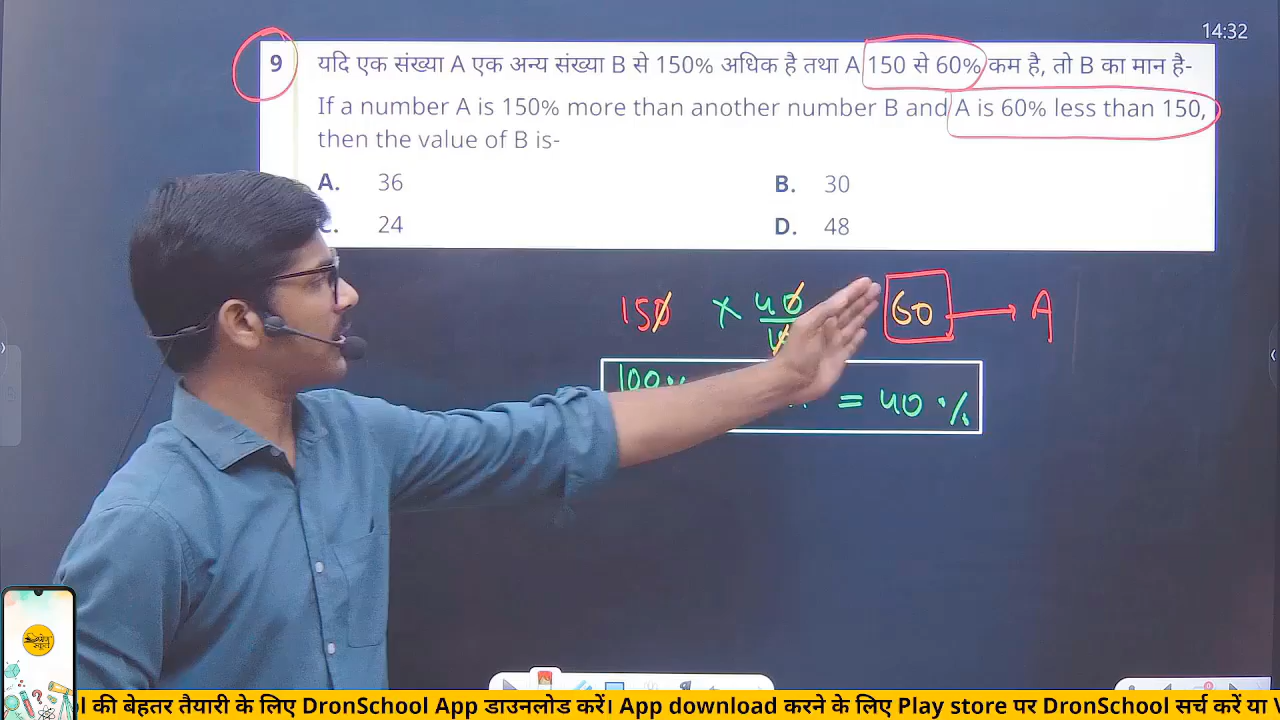 14:32
9 यदि एक संख्या A एक अन्य संख्या B से 150% अधिक है तथा A 150 से 60% कम है, तो B का मान है-
If a number A is 150% more than another number B and A is 60% less than 150,
then the value of B is-
A. 36
B. 30
C. 24
D. 48
150 × 40
60 → A
100%
= 40 %
की बेहतर तैयारी के लिए DronSchool App डाउनलोड करें। App download करने के लिए Play store पर DronSchool सर्च करें या